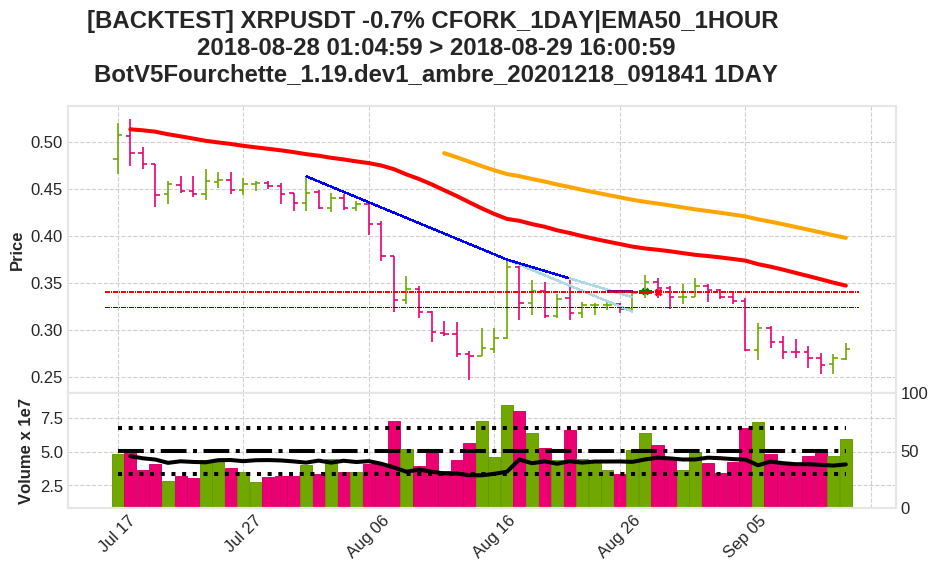 [BACKTEST] XRPUSDT -0.7% CFORK_1DAY|EMA50_1HOUR
2018-08-28 01:04:59 > 2018-08-29 16:00:59
BotV5Fourchette_1.19.dev1_ambre_20201218_091841 1DAY
Price
0.50
0.45
0.40
0.35
0.30
0.25
Volume x 1e7
7.5
5.0
2.5
100
50
0
Jul 17
Jul 27
Aug 06
Aug 16
Aug 26
Sep 05